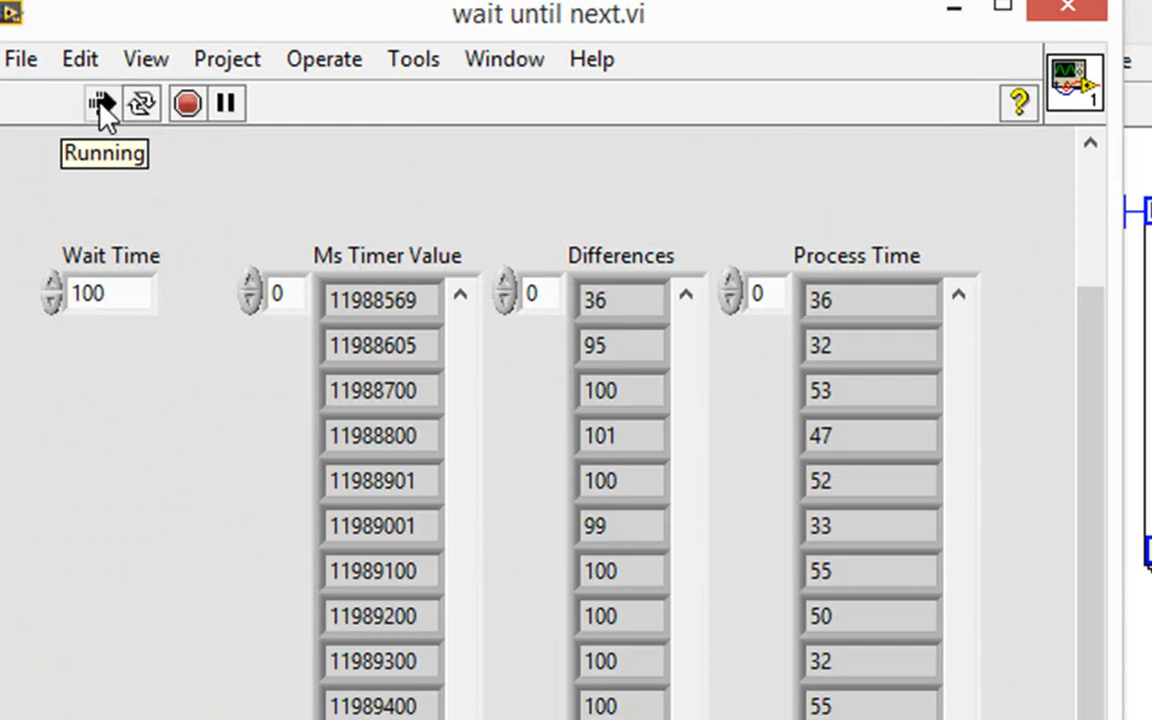 wait until next.vi
File Edit View Project Operate Tools Window Help
1
Running
Wait Time Ms Timer Value Differences Process Time
100 0 11988569 0 36 0 36
11988605 95 32
11988700 100 53
11988800 101 47
11988901 100 52
11989001 99 33
11989100 100 55
11989200 100 50
11989300 100 32
11989400 100 55